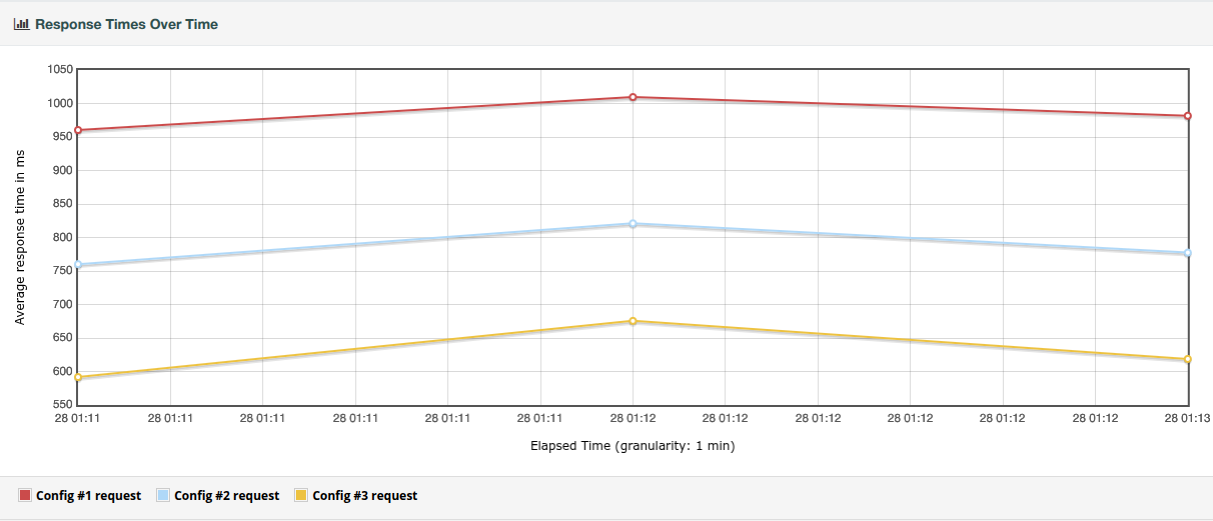 Response Times Over Time
1050
1000
950
900
850
800
750
700
650
600
550
Average response time in ms
28 01:11 28 01:11 28 01:11 28 01:11 28 01:11 28 01:11 28 01:12 28 01:12 28 01:12 28 01:12 28 01:12 28 01:12 28 01:13
Elapsed Time (granularity: 1 min)
Config #1 request Config #2 request Config #3 request